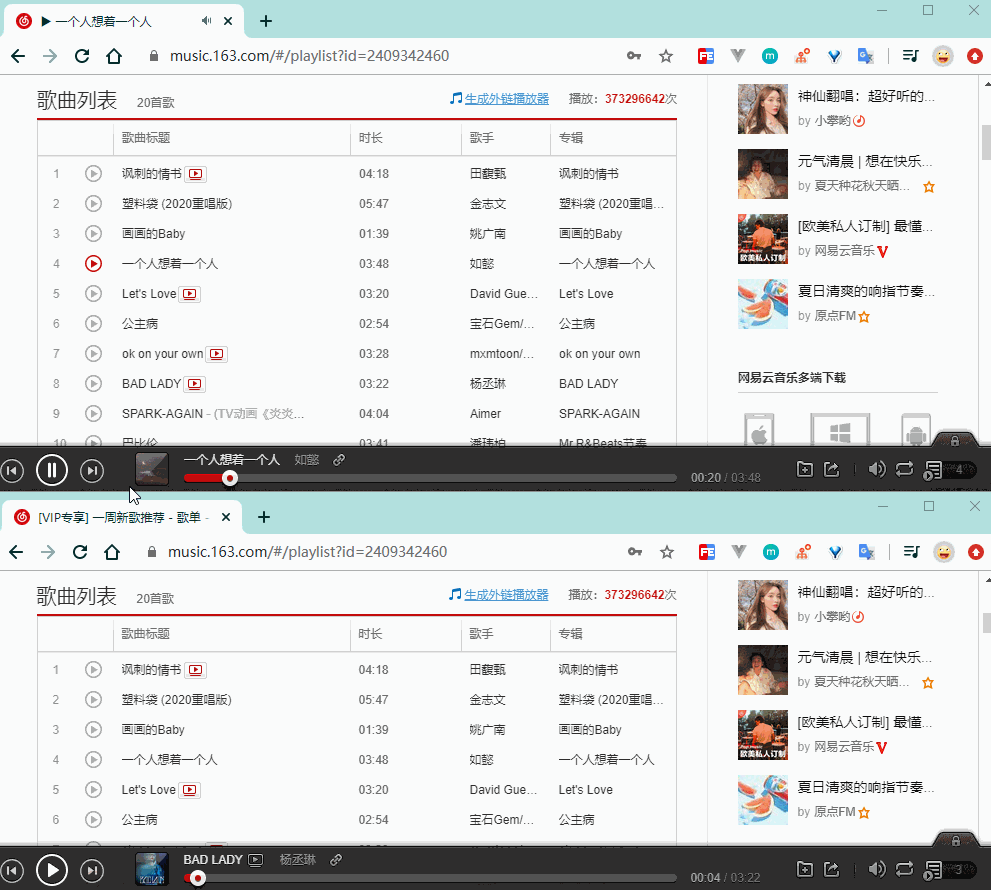 一个人想着一个人
music.163.com/#/playlist?id=2409342460
歌曲列表 20首歌 生成外链播放器 播放：373296642次
歌曲标题 时长 歌手 专辑
1 讽刺的情书 04:18 田馥甄 讽刺的情书
2 塑料袋 (2020重唱版) 05:47 金志文 塑料袋 (2020重唱...
3 画画的Baby 01:39 姚广南 画画的Baby
4 一个人想着一个人 03:48 如懿 一个人想着一个人
5 Let's Love 03:20 David Gue... Let's Love
6 公主病 02:54 宝石Gem/... 公主病
7 ok on your own 03:28 mxmtoon/... ok on your own
8 BAD LADY 03:22 杨丞琳 BAD LADY
9 SPARK-AGAIN - (TV动画《炎炎... 04:04 Aimer SPARK-AGAIN
10 巴比伦 03:41 潘玮柏 Mr.R&Beats节奏
神仙翻唱：超好听的...
by 小攀哟
元气清晨 | 想在快乐...
by 夏天种花秋天晒...
[欧美私人订制] 最懂...
by 网易云音乐
欧美私人订制
夏日清爽的响指节奏...
by 原点FM
网易云音乐多端下载
一个人想着一个人 如懿
00:20 / 03:48
4
[VIP专享] 一周新歌推荐 - 歌单 -
music.163.com/#/playlist?id=2409342460
歌曲列表 20首歌 生成外链播放器 播放：373296642次
歌曲标题 时长 歌手 专辑
1 讽刺的情书 04:18 田馥甄 讽刺的情书
2 塑料袋 (2020重唱版) 05:47 金志文 塑料袋 (2020重唱...
3 画画的Baby 01:39 姚广南 画画的Baby
4 一个人想着一个人 03:48 如懿 一个人想着一个人
5 Let's Love 03:20 David Gue... Let's Love
6 公主病 02:54 宝石Gem/... 公主病
神仙翻唱：超好听的...
by 小攀哟
元气清晨 | 想在快乐...
by 夏天种花秋天晒...
[欧美私人订制] 最懂...
by 网易云音乐
欧美私人订制
夏日清爽的响指节奏...
by 原点FM
BAD LADY 杨丞琳
00:04 / 03:22
3